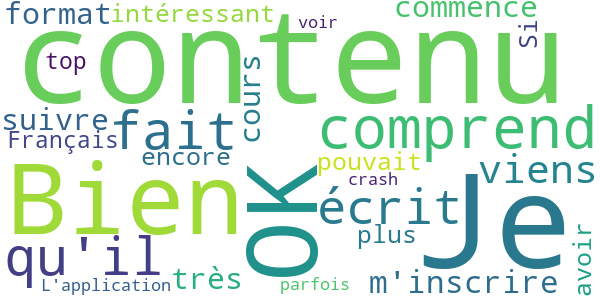 format
intéressant
voir
commence
Si
contenu
top
cours
suivre
fait
Français
comprend
encore
pouvait
viens
Bien
OK
crash
Je
écrit
plus
avoir
qu'il
L'application
très
parfois
m'inscrire